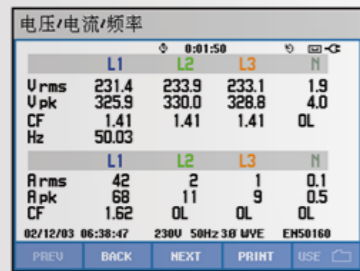 电压/电流/频率
0:01:50
L1 L2 L3 N
Vrms 231.4 233.9 233.1 1.9
Vpk 325.9 330.0 328.8 4.0
CF 1.41 1.41 1.41 OL
Hz 50.03
L1 L2 L3 N
Arms 42 2 1 0.1
Apk 68 11 9 0.5
CF 1.62 OL OL OL
02/12/03 06:38:47 230V 50Hz 3Ø WYE EN50160
PREV BACK NEXT PRINT USE